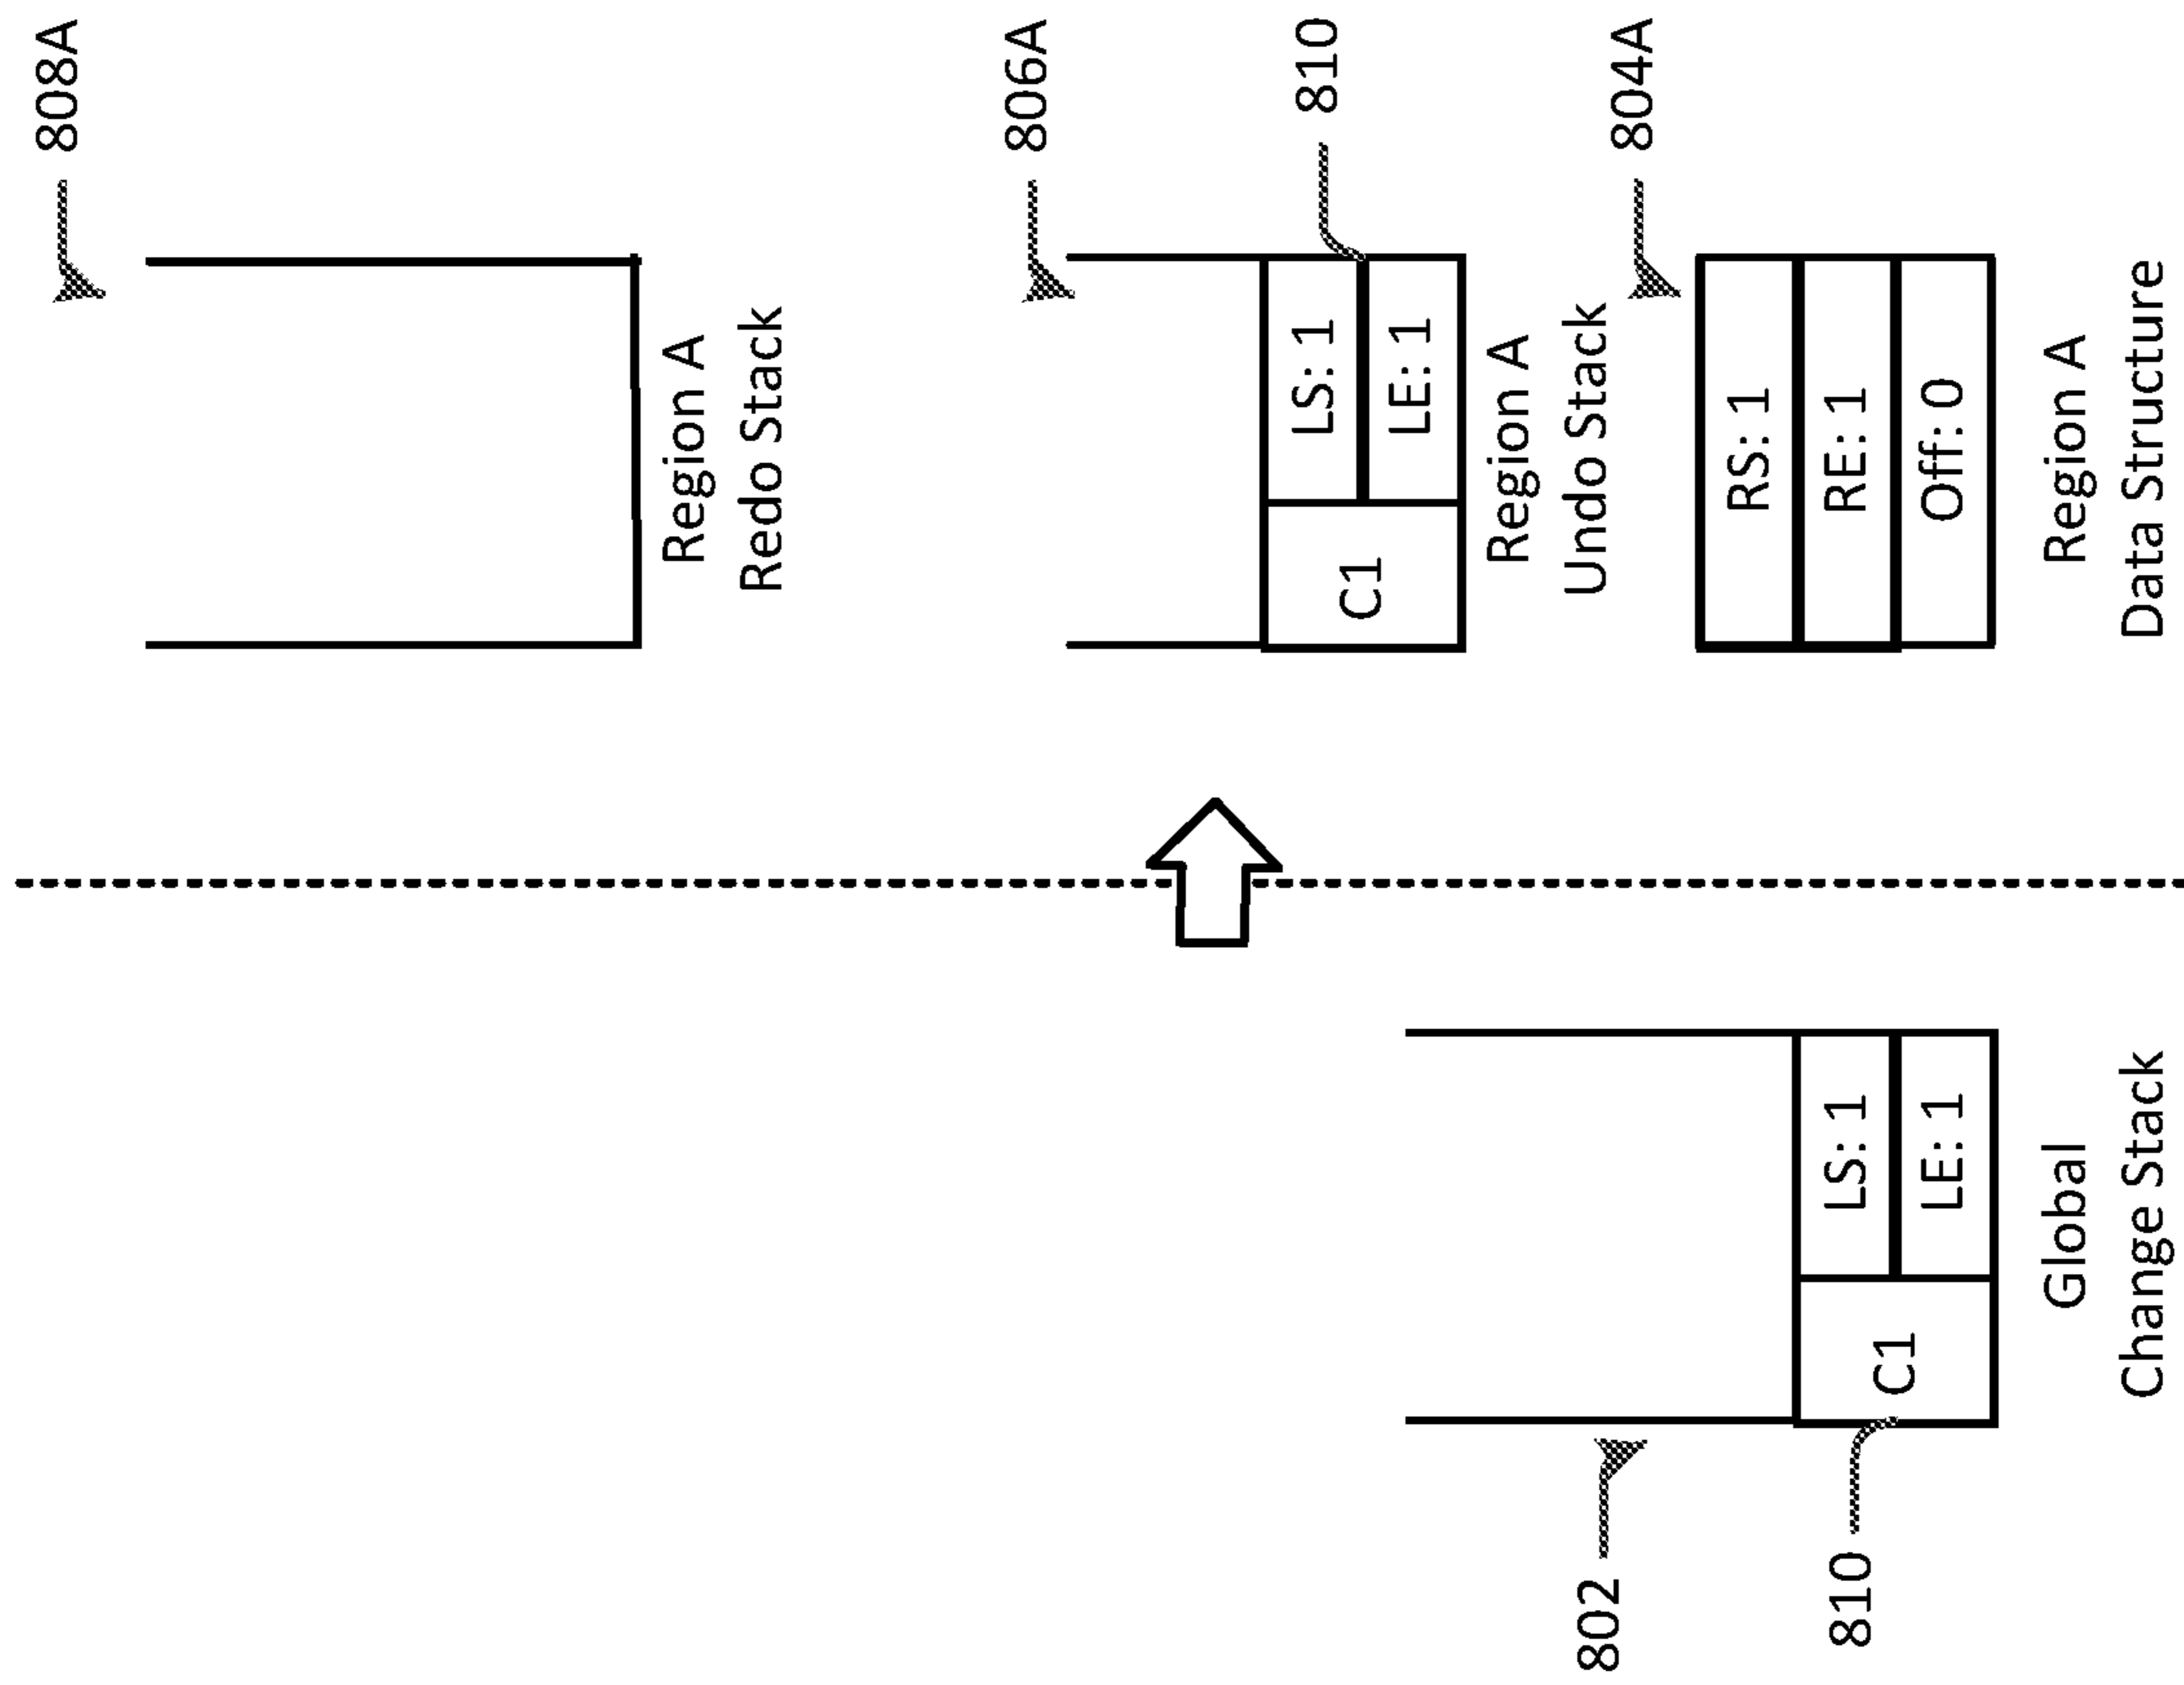 802
810
C1
LS: 1
LE: 1
Global
Change Stack
808A
Region A
Redo Stack
806A
810
C1
LS: 1
LE: 1
Region A
Undo Stack
804A
RS: 1
RE: 1
Off: 0
Region A
Data Structure